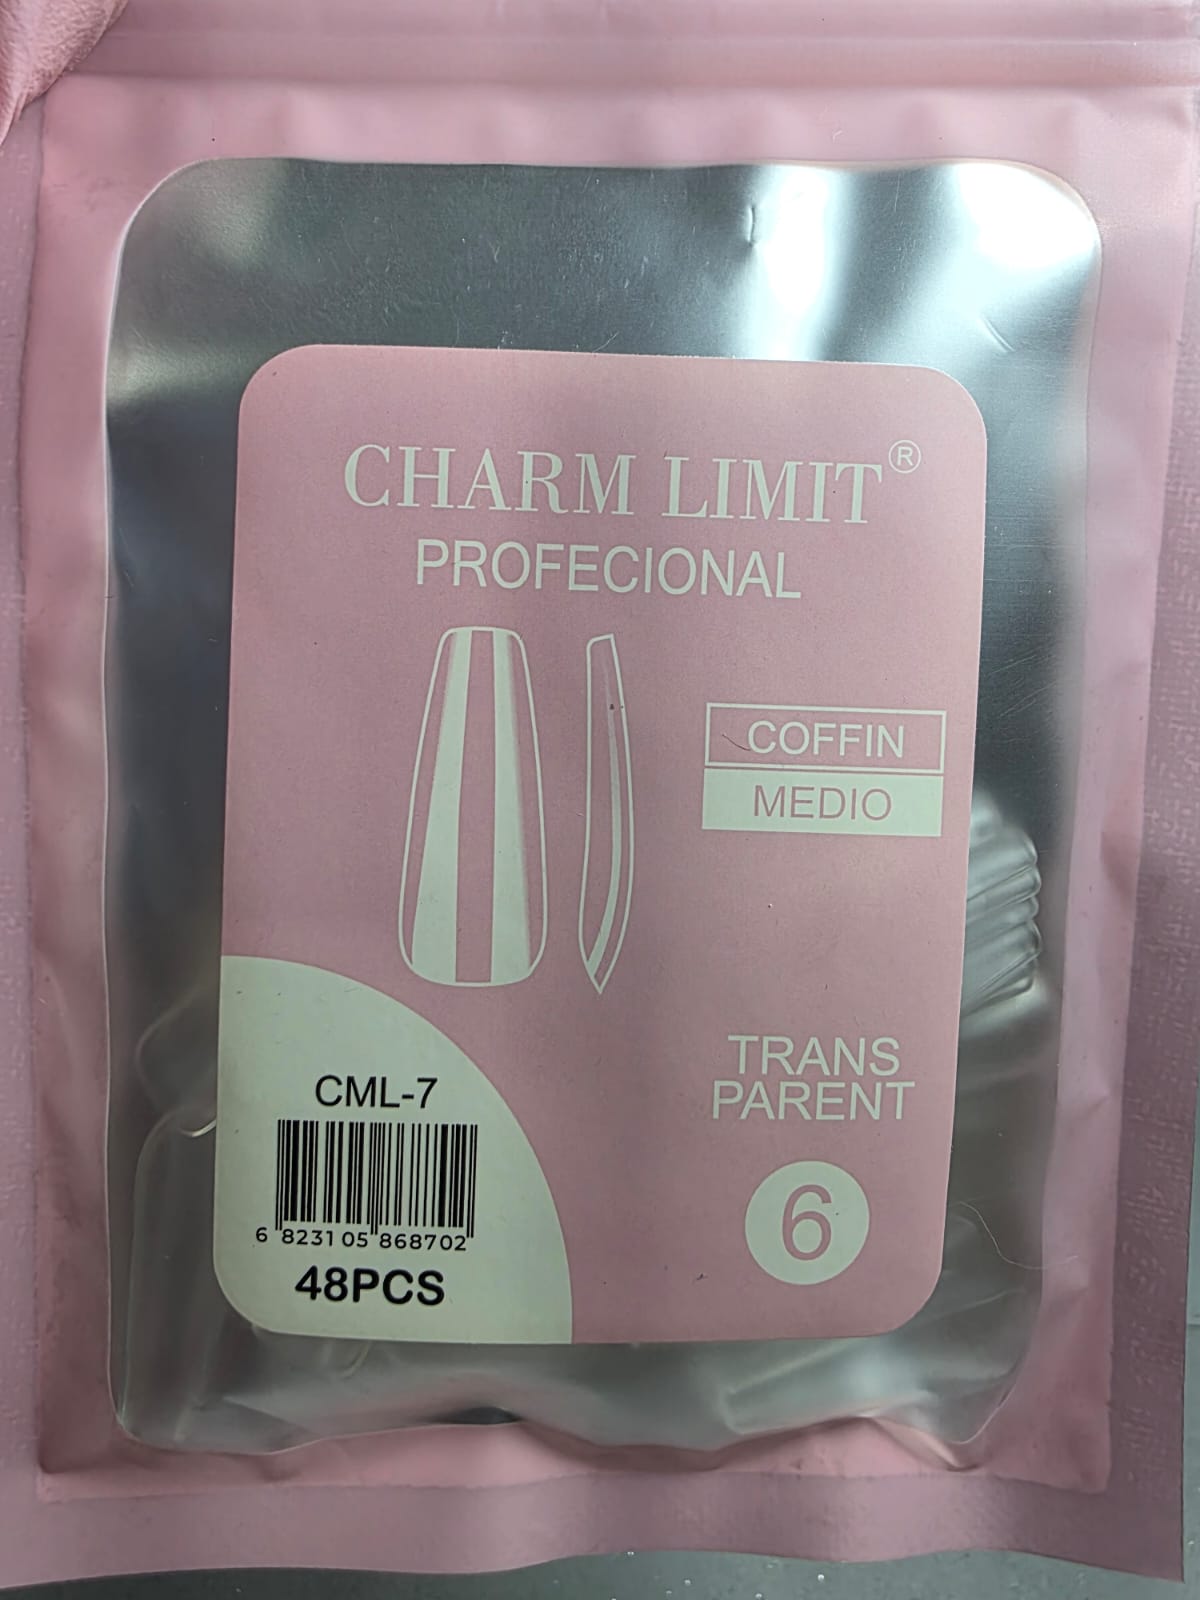 CHARM LIMIT®
PROFECIONAL
COFFIN
MEDIO
TRANS
PARENT
6
CML-7
6 823105 868702
48PCS